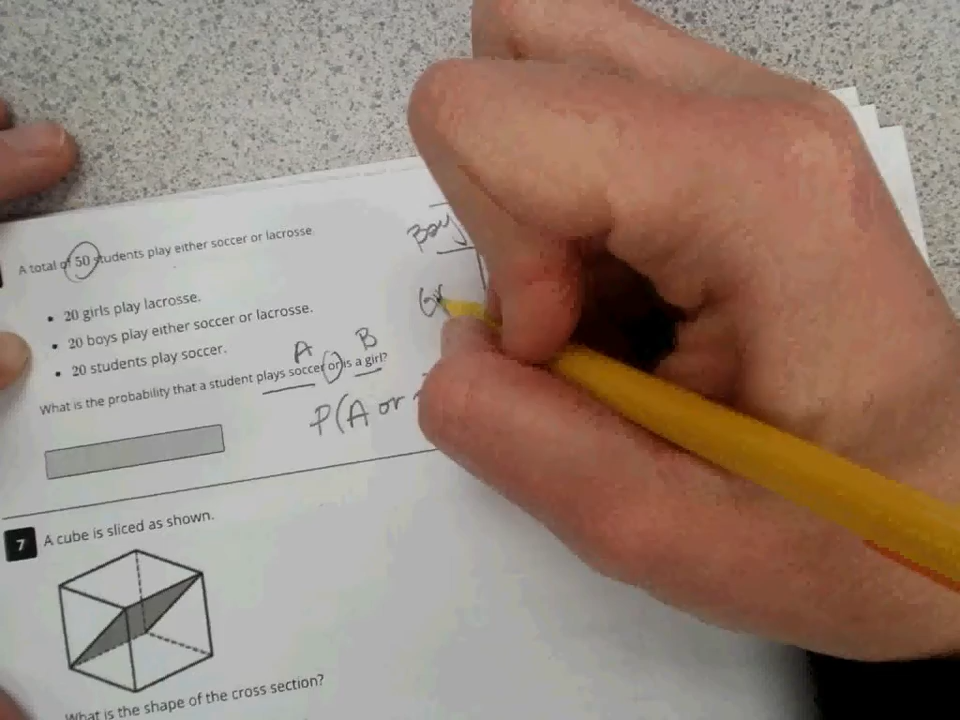 A total of 50 students play either soccer or lacrosse
• 20 girls play lacrosse.
• 20 boys play either soccer or lacrosse.
• 20 students play soccer.
A B
What is the probability that a student plays soccer or is a girl?
P(A or
Boy
7 A cube is sliced as shown.
What is the shape of the cross section?